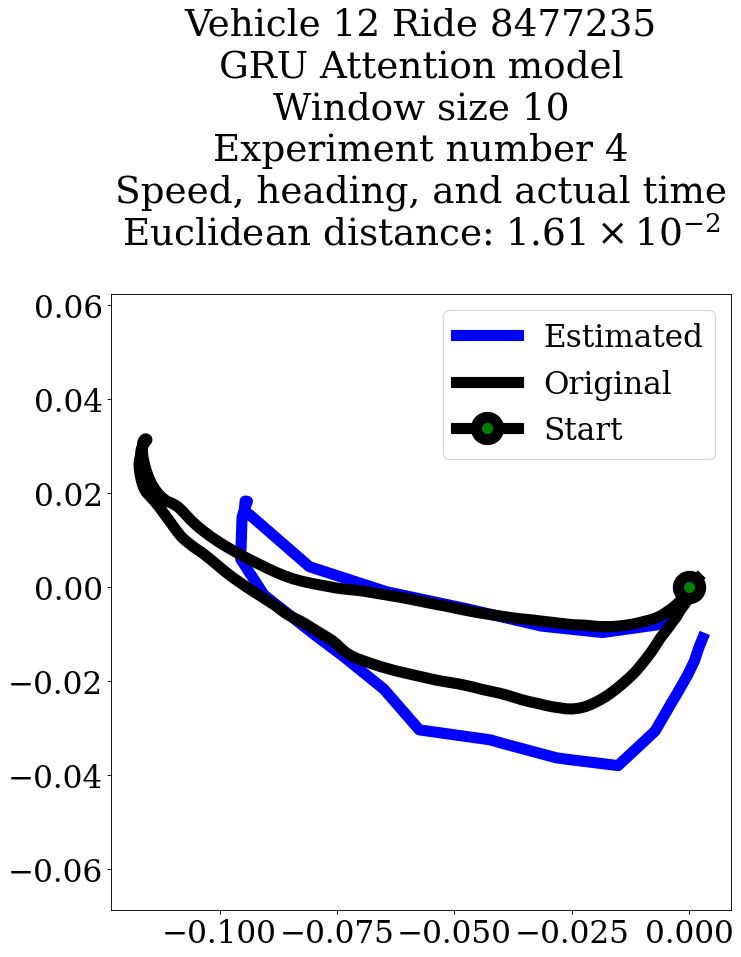 Vehicle 12 Ride 8477235
GRU Attention model
Window size 10
Experiment number 4
Speed, heading, and actual time
Euclidean distance: 1.61 × 10⁻²
Estimated
Original
Start
0.06
0.04
0.02
0.00
−0.02
−0.04
−0.06
−0.100 −0.075 −0.050 −0.025 0.000